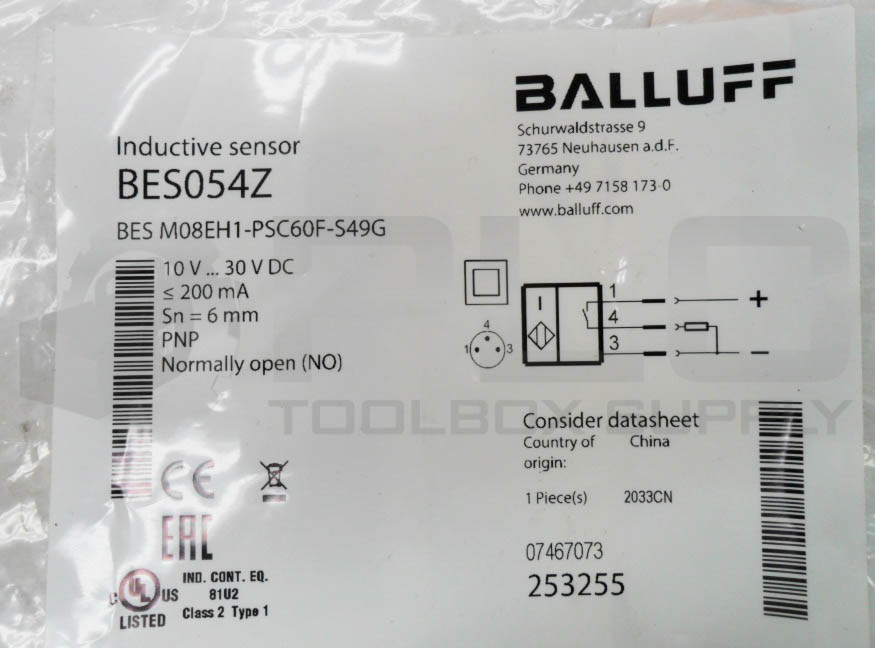 BALLUFF
Schurwaldstrasse 9
73765 Neuhausen a.d.F.
Germany
Phone +49 7158 173-0
www.balluff.com
Inductive sensor
BES054Z
BES M08EH1-PSC60F-S49G
10 V ... 30 V DC
≤ 200 mA
Sn = 6 mm
PNP
Normally open (NO)
4
1 3
I
1 +
4
3 −
TOOLBOX SUPPLY
Consider datasheet
Country of origin: China
1 Piece(s) 2033CN
07467073
253255
CE
EAC
C UL US
LISTED
IND. CONT. EQ.
81U2
Class 2 Type 1